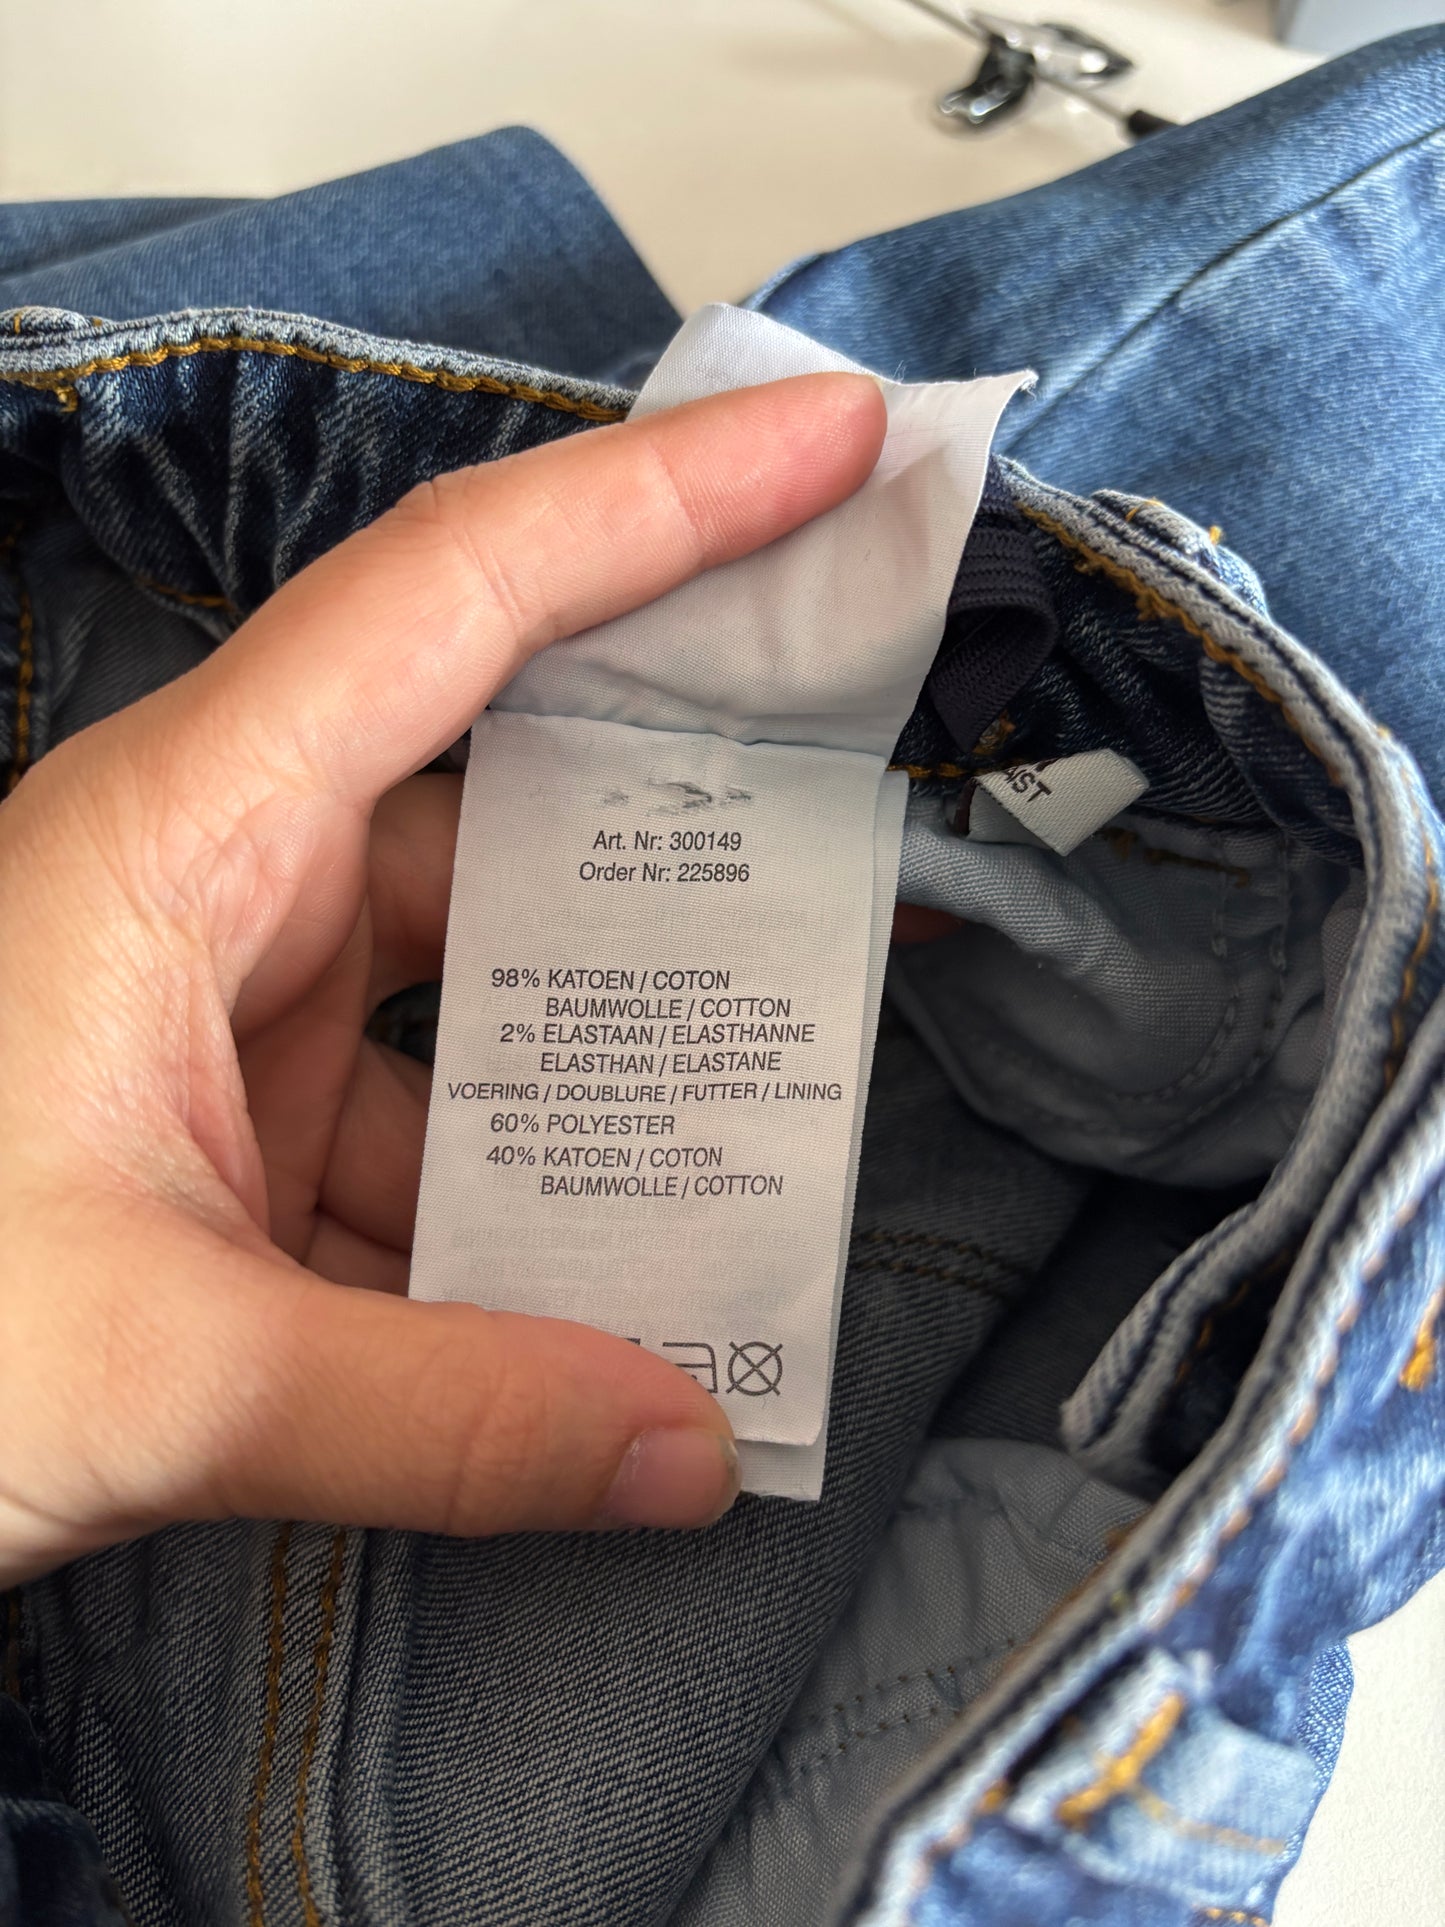 Art. Nr: 300149
Order Nr: 225896
98% KATOEN / COTON
BAUMWOLLE / COTTON
2% ELASTAAN / ELASTHANNE
ELASTHAN / ELASTANE
VOERING / DOUBLURE / FUTTER / LINING
60% POLYESTER
40% KATOEN / COTON
BAUMWOLLE / COTTON